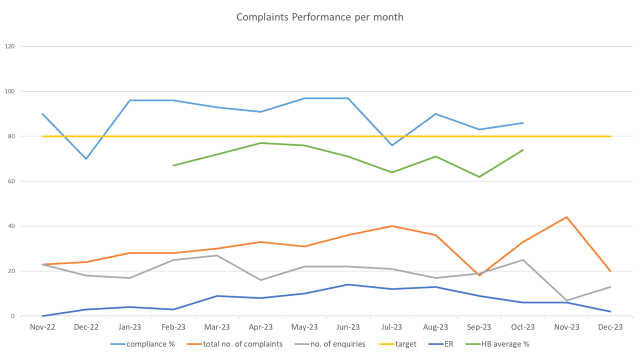 Complaints Performance per month
120
100
80
60
40
20
0
Nov-22 Dec-22 Jan-23 Feb-23 Mar-23 Apr-23 May-23 Jun-23 Jul-23 Aug-23 Sep-23 Oct-23 Nov-23 Dec-23
compliance % total no. of complaints no. of enquiries target ER HB average %